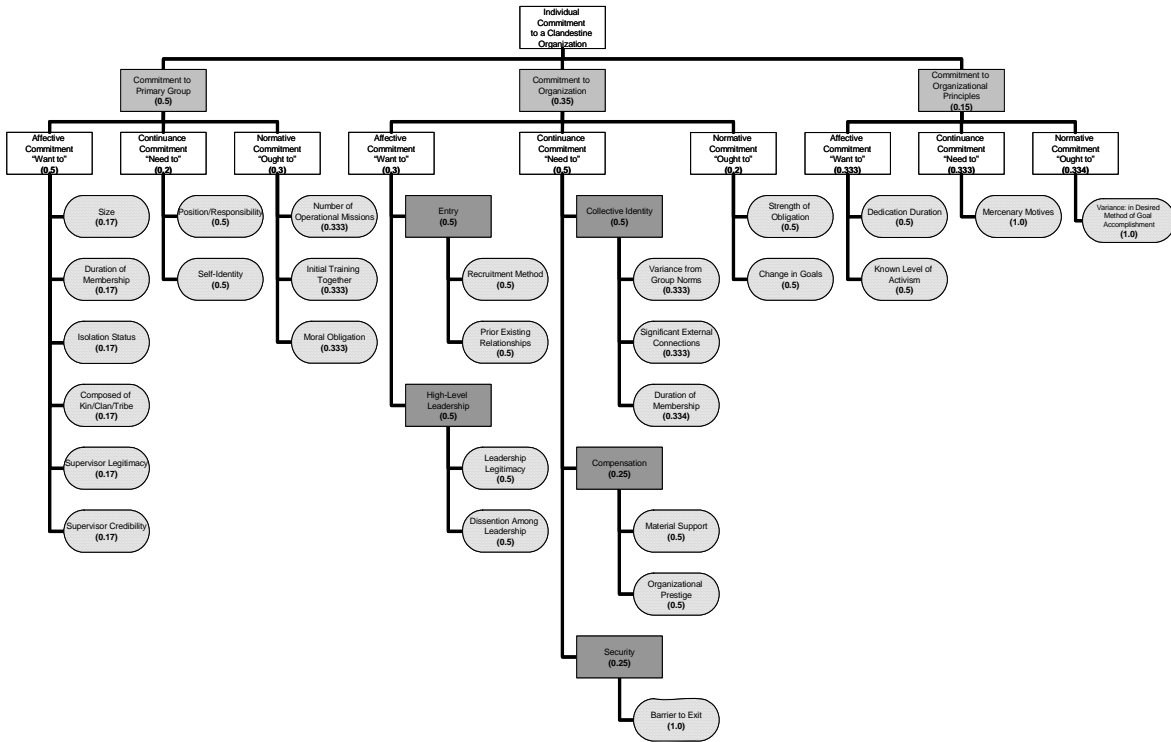 Individual
Commitment
to a Clandestine
Organization
Commitment to
Primary Group
(0.5)
Commitment to
Organization
(0.35)
Commitment to
Organizational
Principles
(0.15)
Affective
Commitment
"Want to"
(0.5)
Continuance
Commitment
"Need to"
(0.2)
Normative
Commitment
"Ought to"
(0.3)
Affective
Commitment
"Want to"
(0.3)
Continuance
Commitment
"Need to"
(0.5)
Normative
Commitment
"Ought to"
(0.2)
Affective
Commitment
"Want to"
(0.333)
Continuance
Commitment
"Need to"
(0.333)
Normative
Commitment
"Ought to"
(0.334)
Size
(0.17)
Duration of
Membership
(0.17)
Isolation Status
(0.17)
Composed of
Kin/Clan/Tribe
(0.17)
Supervisor Legitimacy
(0.17)
Supervisor Credibility
(0.17)
Position/Responsibility
(0.5)
Self-Identity
(0.5)
Number of
Operational Missions
(0.333)
Initial Training
Together
(0.333)
Moral Obligation
(0.333)
Entry
(0.5)
Recruitment Method
(0.5)
Prior Existing
Relationships
(0.5)
High-Level
Leadership
(0.5)
Leadership
Legitimacy
(0.5)
Dissention Among
Leadership
(0.5)
Collective Identity
(0.5)
Variance from
Group Norms
(0.333)
Significant External
Connections
(0.333)
Duration of
Membership
(0.334)
Compensation
(0.25)
Material Support
(0.5)
Organizational
Prestige
(0.5)
Security
(0.25)
Barrier to Exit
(1.0)
Strength of
Obligation
(0.5)
Change in Goals
(0.5)
Dedication Duration
(0.5)
Known Level of
Activism
(0.5)
Mercenary Motives
(1.0)
Variance: in Desired
Method of Goal
Accomplishment
(1.0)